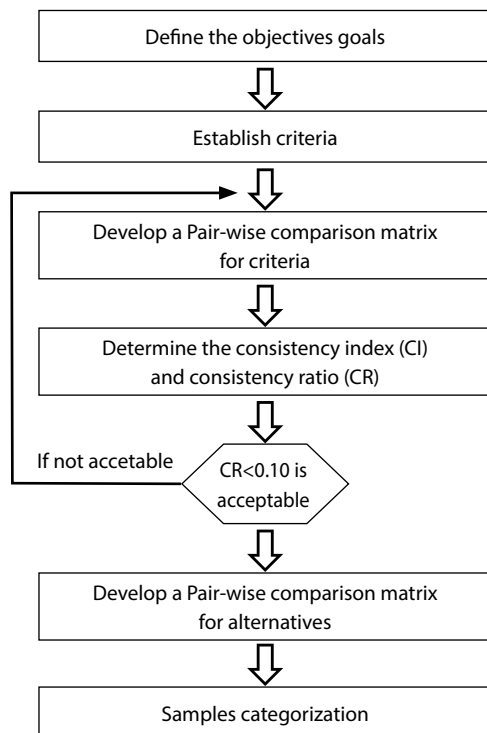 Define the objectives goals
Establish criteria
Develop a Pair-wise comparison matrix
for criteria
Determine the consistency index (CI)
and consistency ratio (CR)
If not accetable
CR<0.10 is
acceptable
Develop a Pair-wise comparison matrix
for alternatives
Samples categorization